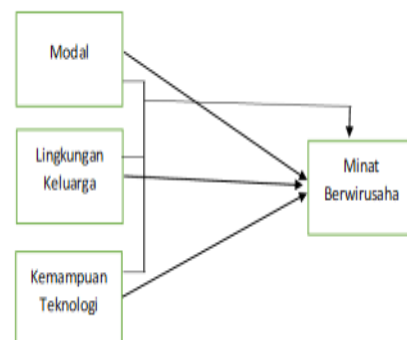 Modal
Lingkungan
Keluarga
Minat
Berwirusaha
Kemampuan
Teknologi